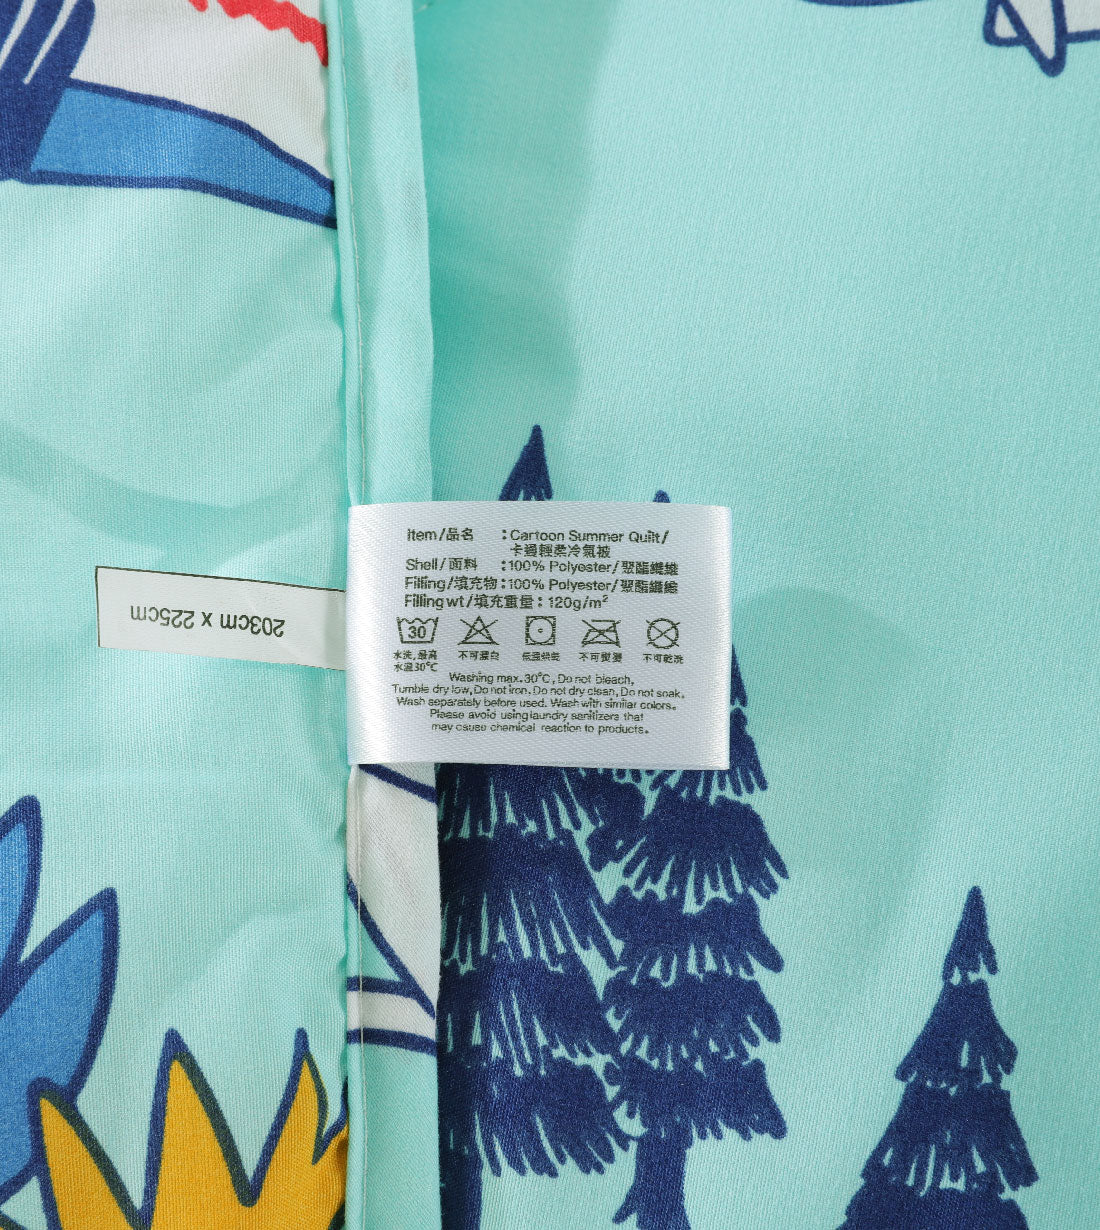 Item/品名 :Cartoon Summer Quilt/
卡通輕柔冷氣被
Shell/面料 :100% Polyester/聚酯纖維
Filling/填充物:100% Polyester/聚酯纖維
Filling wt/填充重量: 120g/m²
30
水洗,最高
水溫30℃
不可漂白
低溫烘乾
不可熨燙
不可乾洗
Washing max.30℃, Do not bleach,
Tumble dry low, Do not iron. Do not dry clean, Do not soak.
Wash separately before used. Wash with similar colors.
Please avoid using laundry sanitizers that
may cause chemical reaction to products.
203cm x 225cm